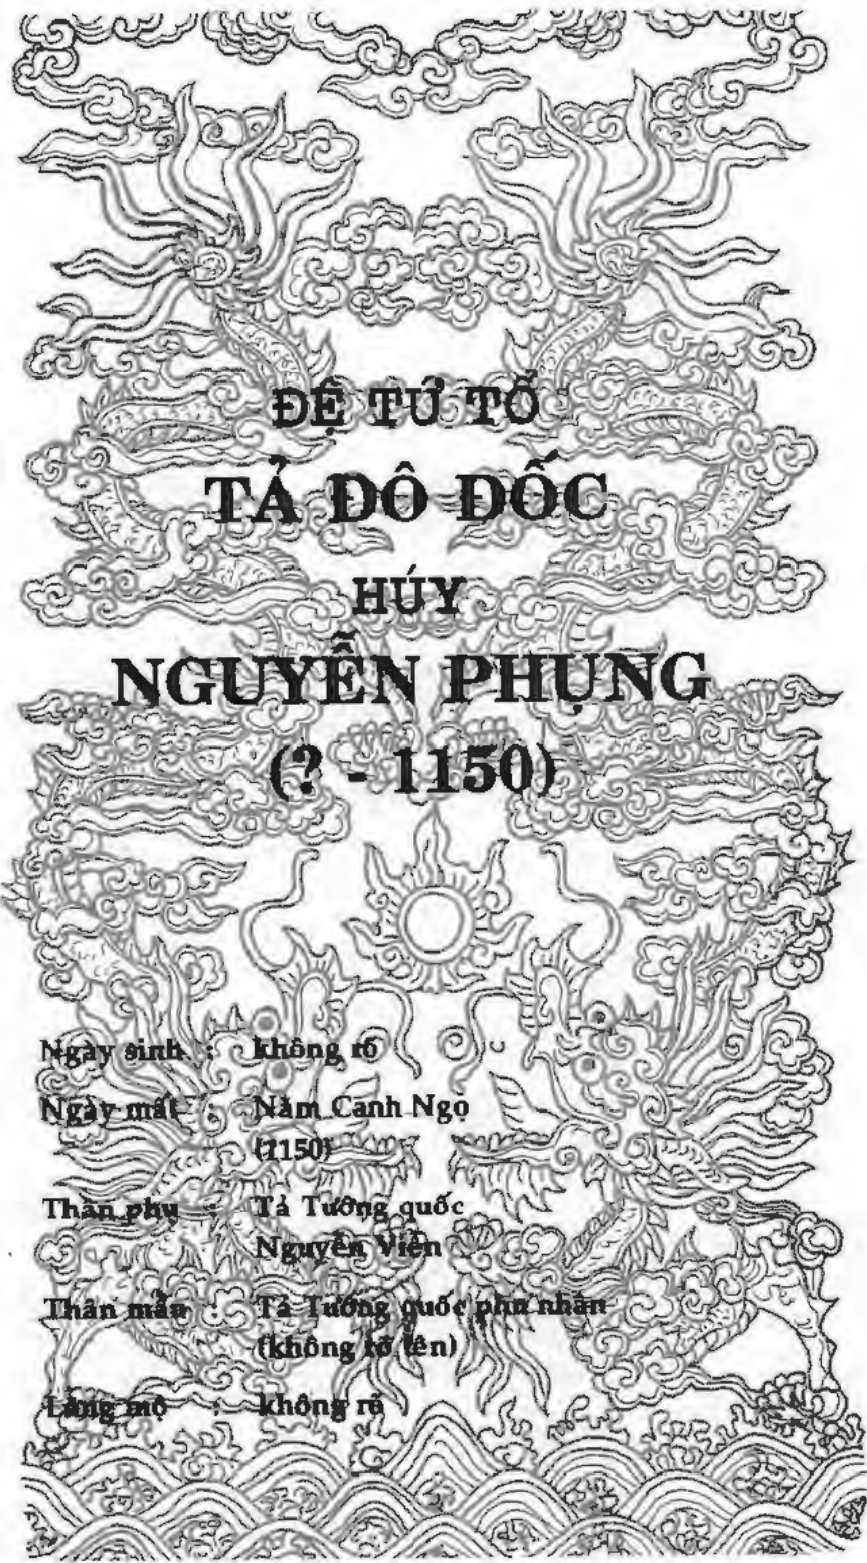 ĐỆ TỨ TỔ
TẢ ĐÔ ĐỐC
HÚY
NGUYỄN PHỤNG
(? - 1150)
Ngày sinh : không rõ
Ngày mất : Năm Canh Ngọ
(1150)
Thân phụ : Tả Tướng quốc
Nguyễn Viễn
Thân mẫu : Tả Tướng quốc phu nhân
(không rõ tên)
Lăng mộ : không rõ